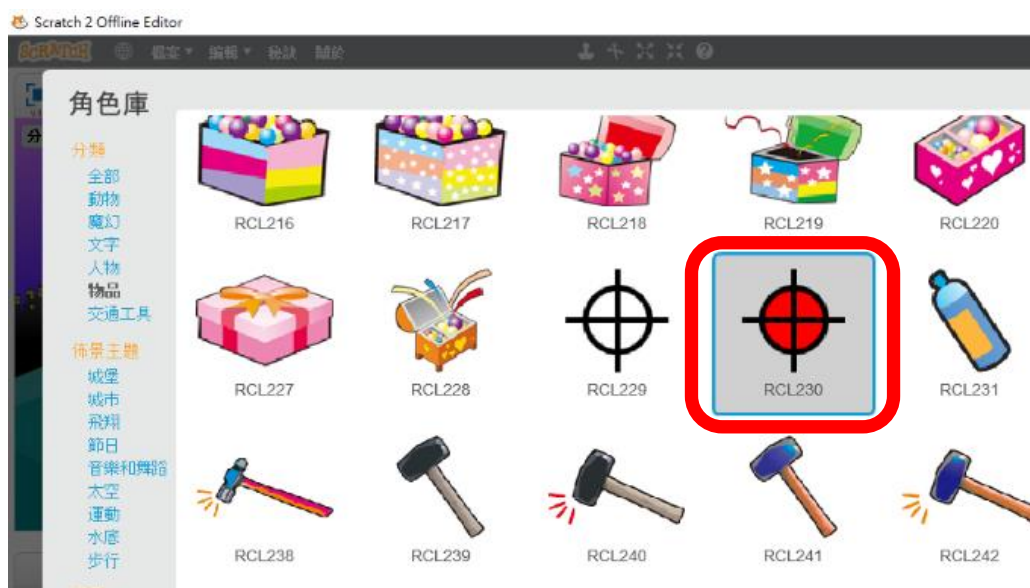 Scratch 2 Offline Editor
SCRATCH 檔案 編輯 秘訣 關於
角色庫
分
分類
全部
動物
魔幻
文字
人物
物品
交通工具
佈景主題
城堡
城市
飛翔
節日
音樂和舞蹈
太空
運動
水底
步行
RCL216 RCL217 RCL218 RCL219 RCL220
RCL227 RCL228 RCL229 RCL230 RCL231
RCL238 RCL239 RCL240 RCL241 RCL242